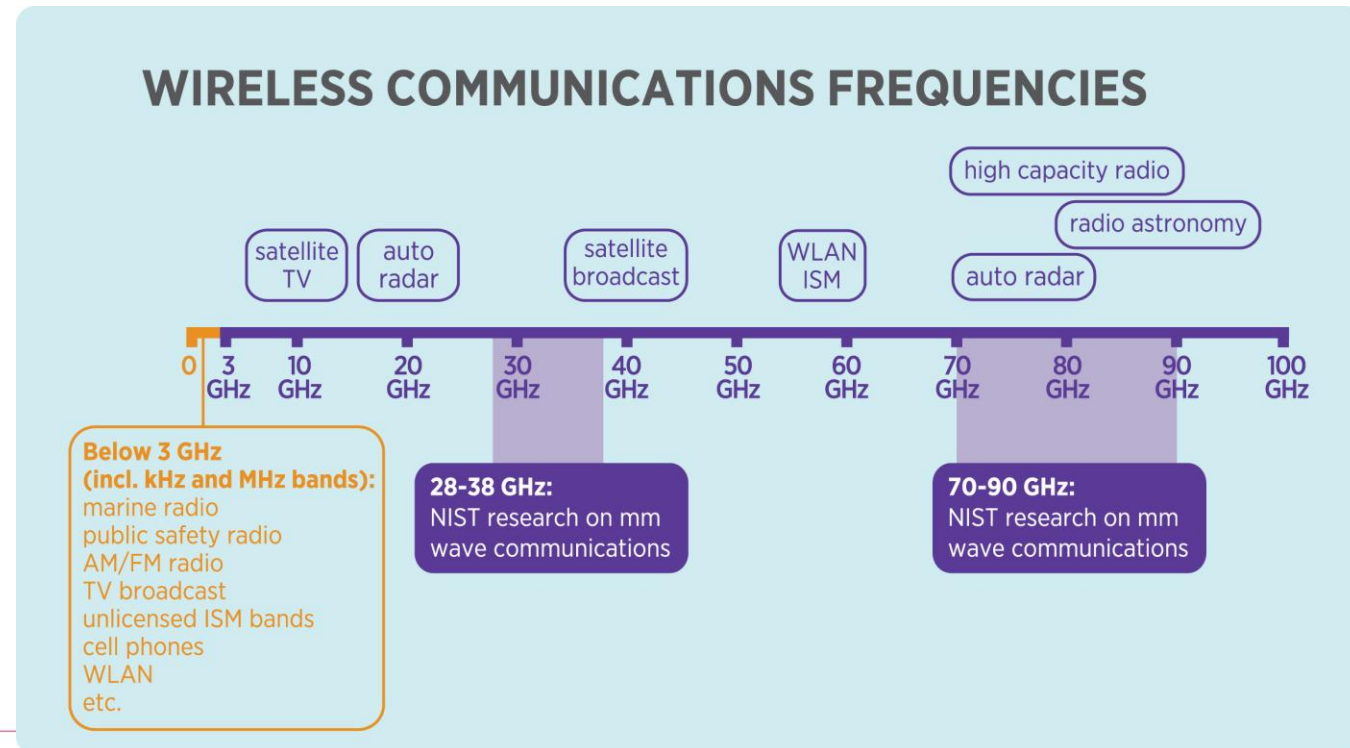 WIRELESS COMMUNICATIONS FREQUENCIES
high capacity radio
radio astronomy
satellite
TV
auto
radar
satellite
broadcast
WLAN
ISM
auto radar
0
3
GHz
10
GHz
20
GHz
30
GHz
40
GHz
50
GHz
60
GHz
70
GHz
80
GHz
90
GHz
100
GHz
Below 3 GHz
(incl. kHz and MHz bands):
marine radio
public safety radio
AM/FM radio
TV broadcast
unlicensed ISM bands
cell phones
WLAN
etc.
28-38 GHz:
NIST research on mm
wave communications
70-90 GHz:
NIST research on mm
wave communications